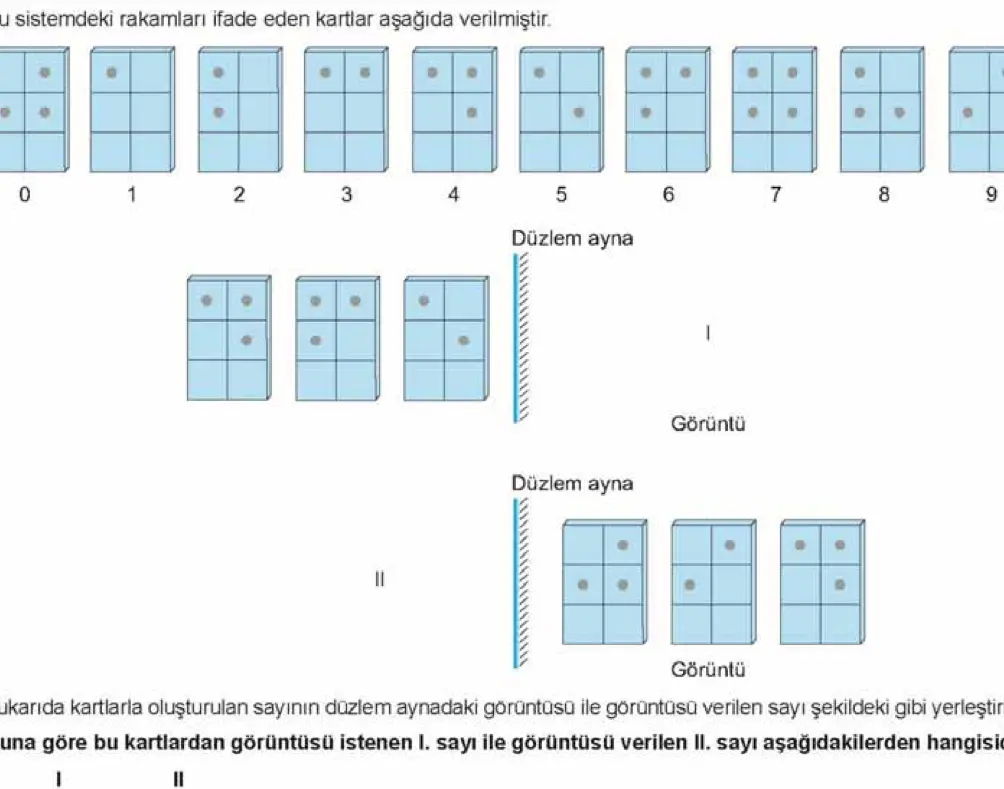 u sistemdeki rakamları ifade eden kartlar aşağıda verilmiştir.
0 1 2 3 4 5 6 7 8 9
Düzlem ayna
I
Görüntü
Düzlem ayna
II
Görüntü
ukarıda kartlarla oluşturulan sayının düzlem aynadaki görüntüsü ile görüntüsü verilen sayı şekildeki gibi yerleştiri
una göre bu kartlardan görüntüsü istenen I. sayı ile görüntüsü verilen II. sayı aşağıdakilerden hangisid
I II